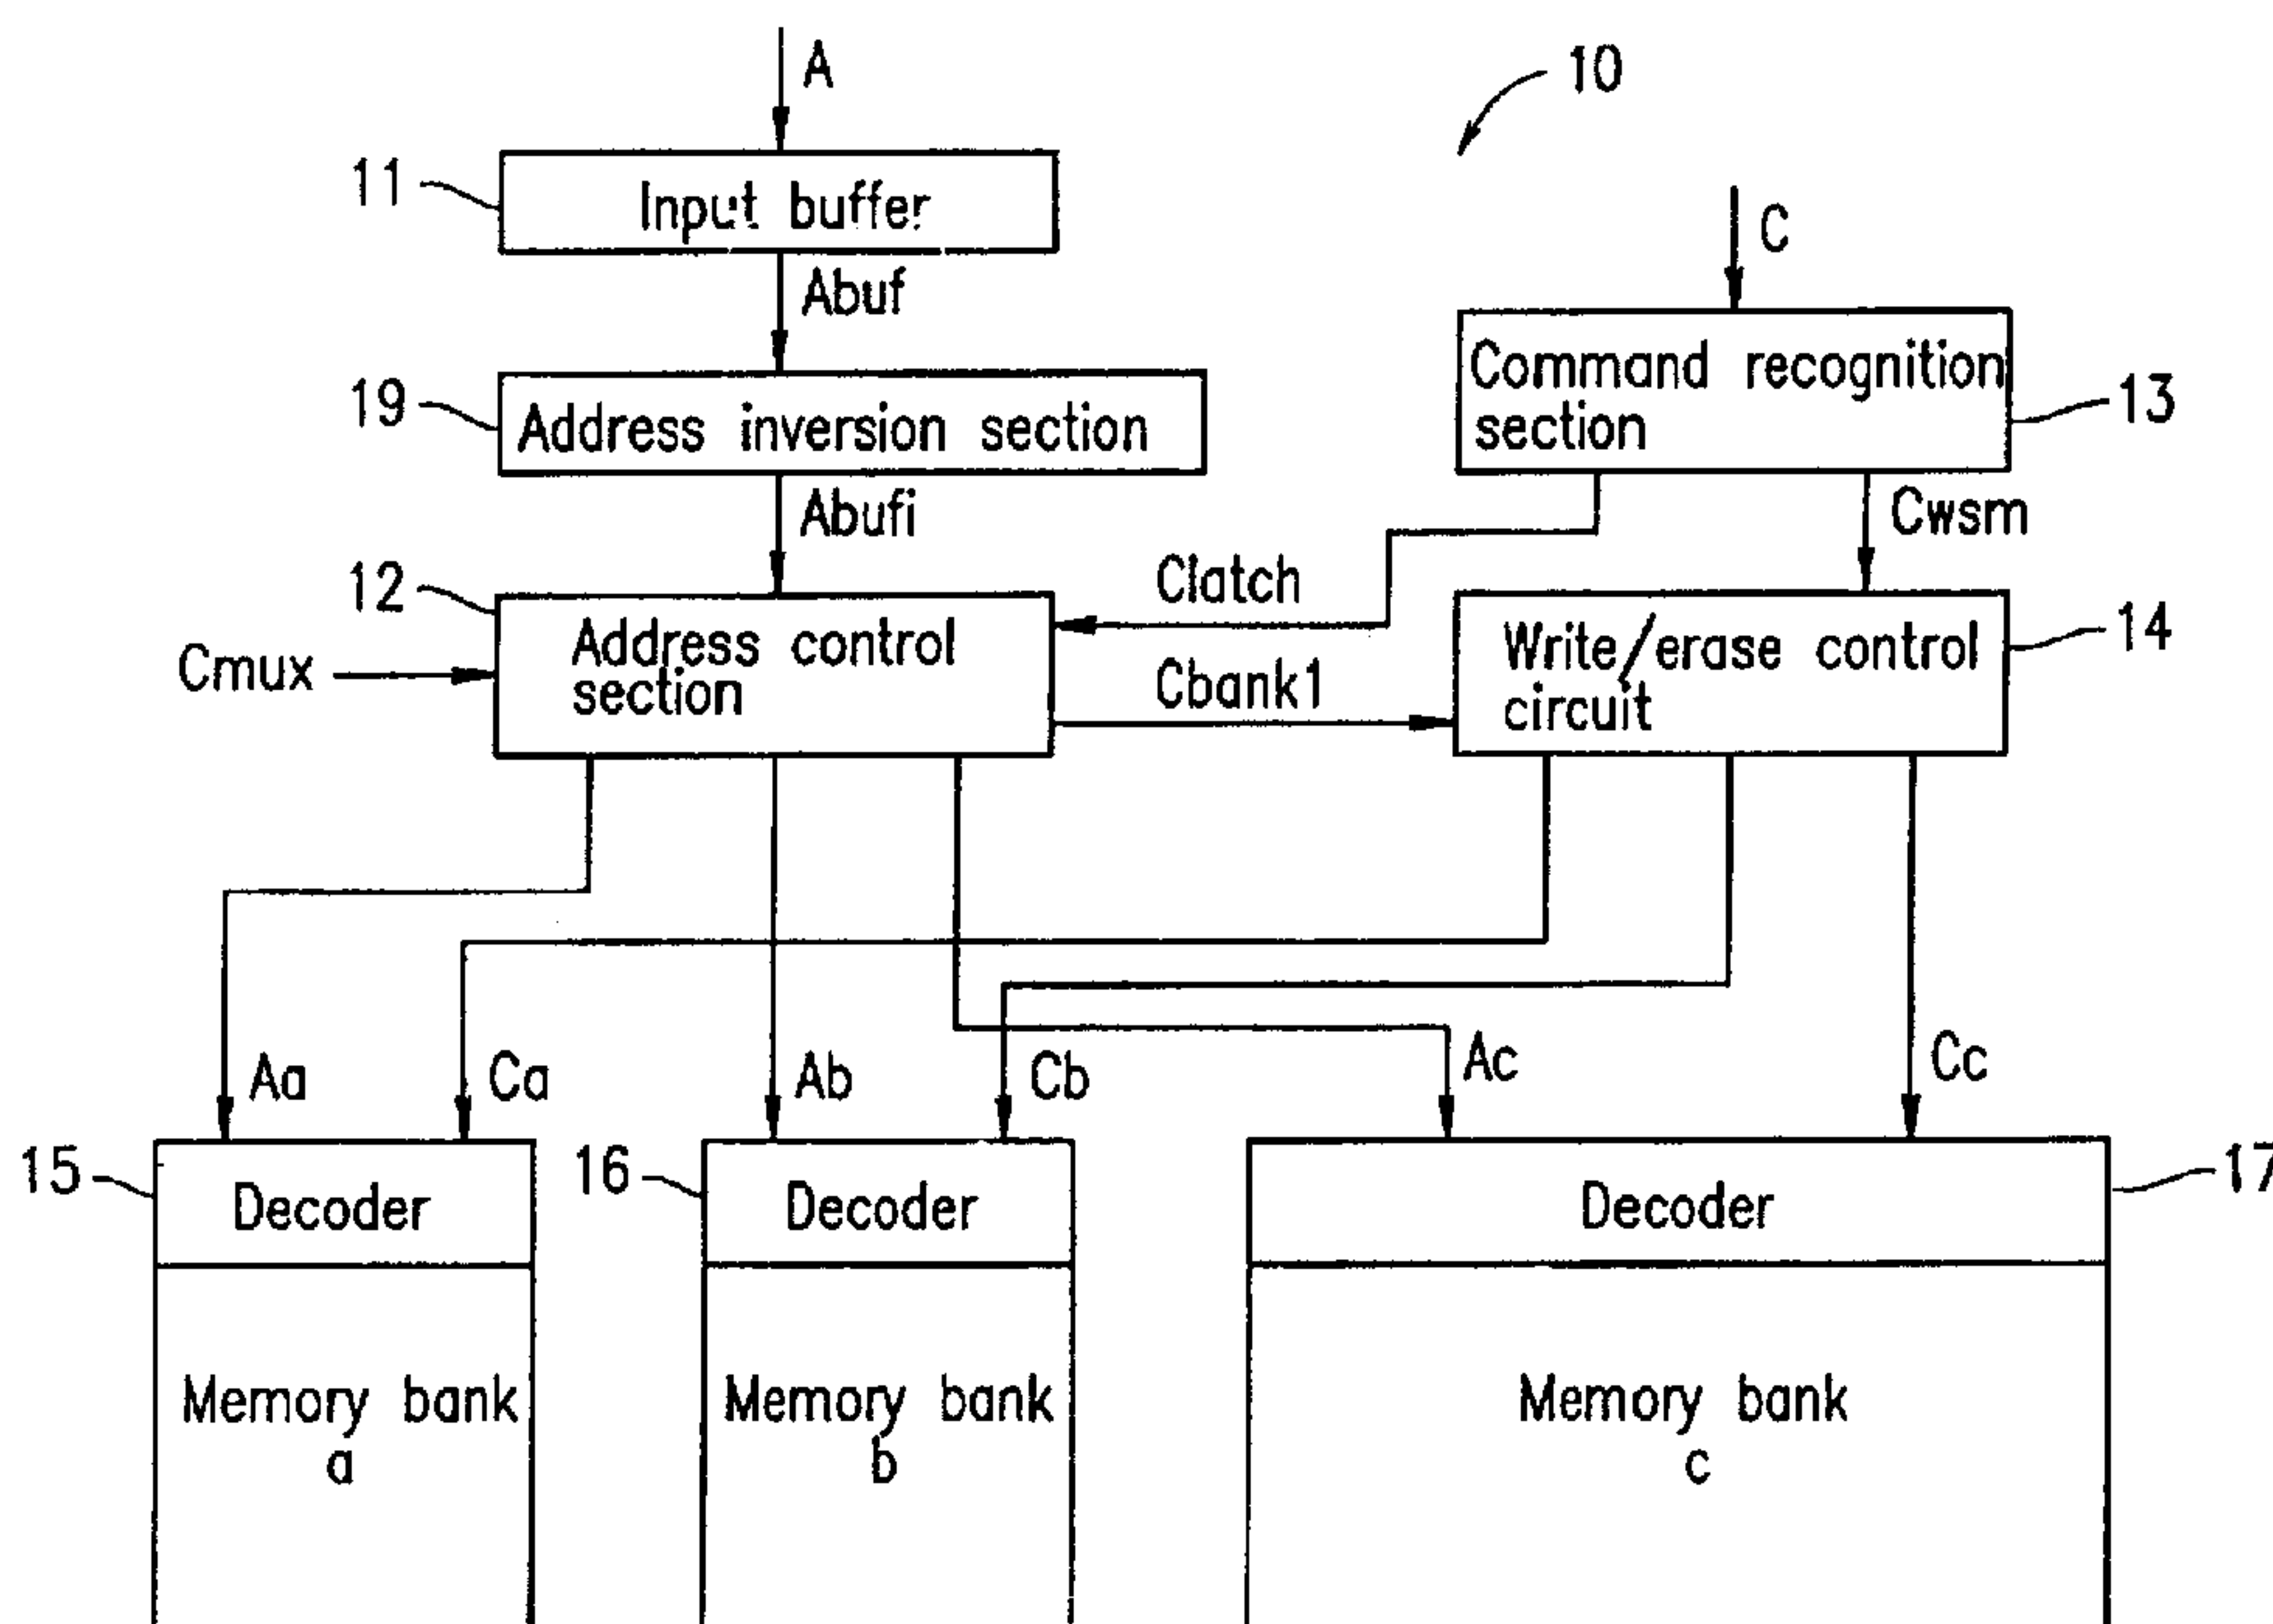 A
10
11
Input buffer
C
Abuf
19
Address inversion section
Command recognition
section
13
Abufi
Cwsm
12
Clatch
Cmux
Address control
section
Cbank1
Write/erase control
circuit
14
Aa
Ca
Ab
Cb
Ac
Cc
15
Decoder
16
Decoder
Decoder
17
Memory bank
a
Memory bank
b
Memory bank
c